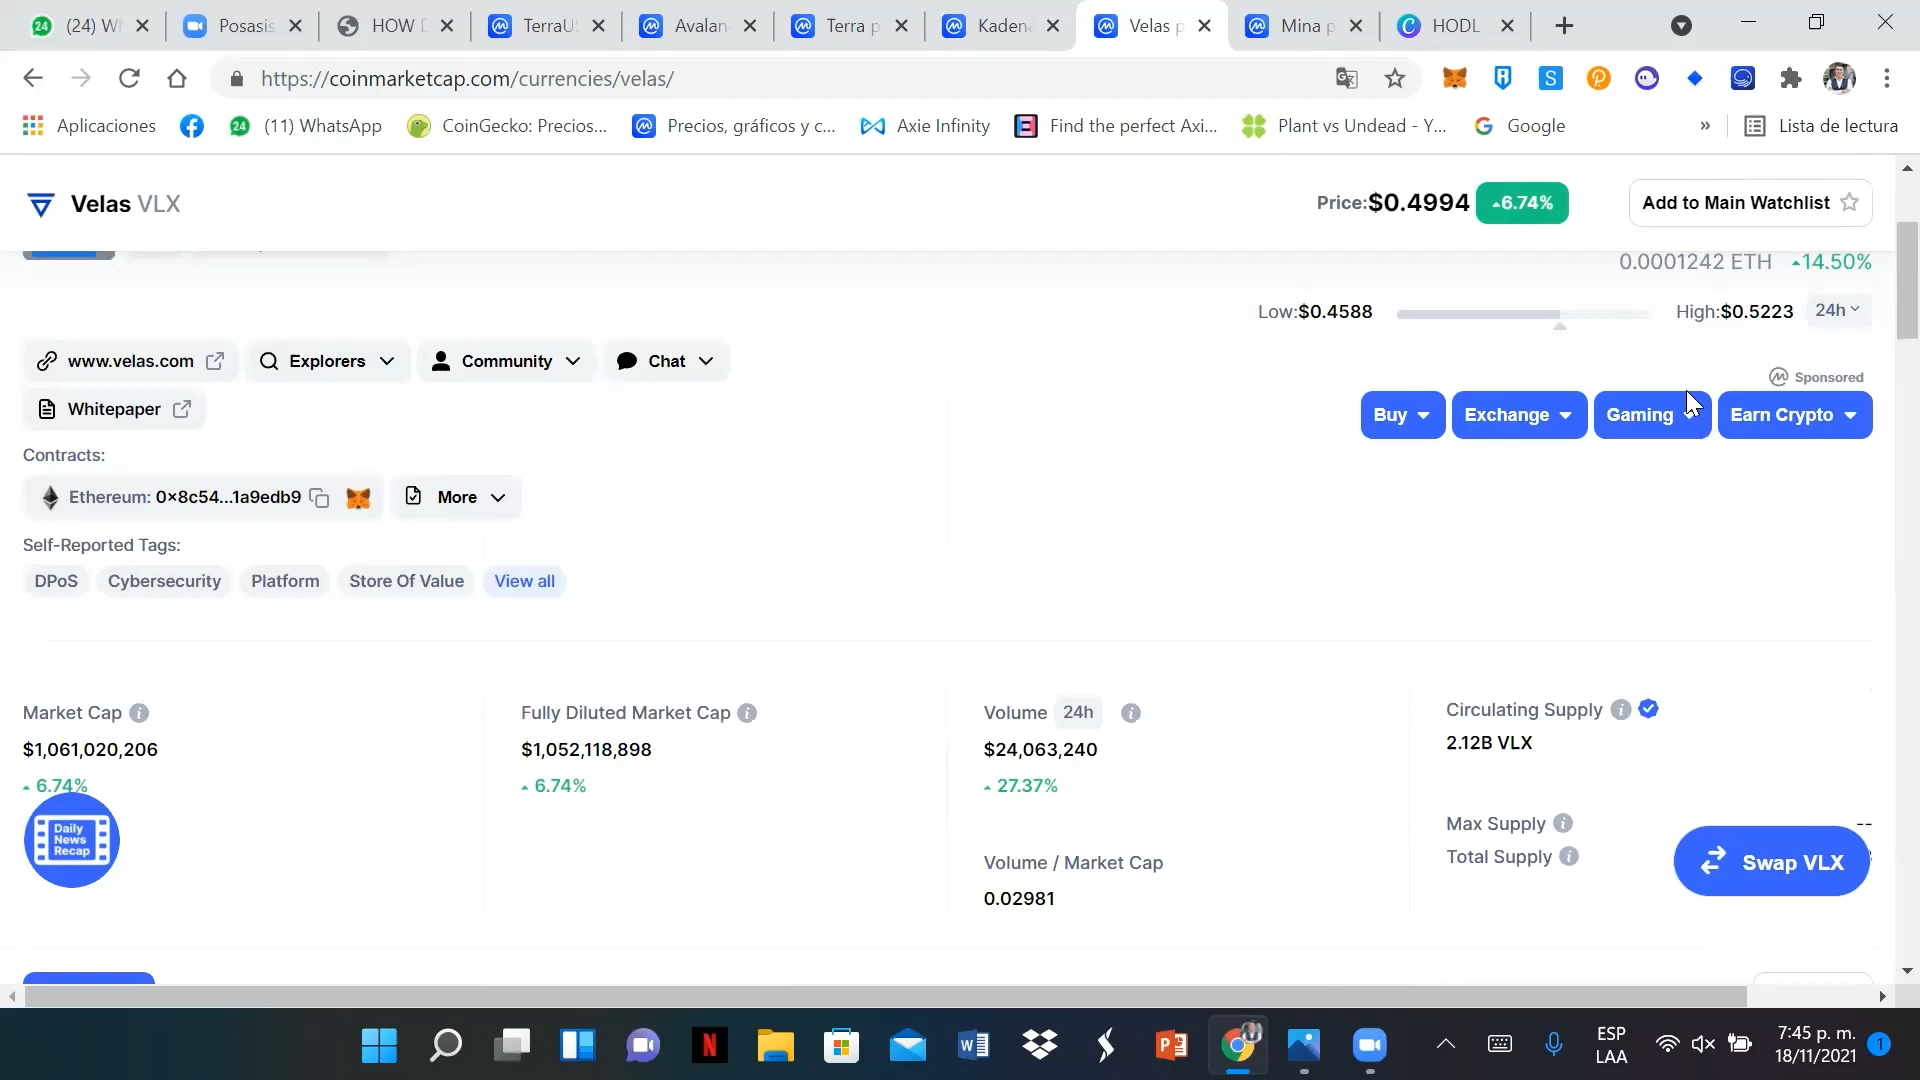 (24) W
Posasis
HOW D
TerraU
Avalan
Terra p
Kadena
Velas p
Mina p
HODL
https://coinmarketcap.com/currencies/velas/
Aplicaciones
(11) WhatsApp
CoinGecko: Precios...
Precios, gráficos y c...
Axie Infinity
Find the perfect Axi...
Plant vs Undead - Y...
Google
»
Lista de lectura
Velas VLX
Price:$0.4994
6.74%
Add to Main Watchlist
0.0001242 ETH
14.50%
Low:$0.4588
High:$0.5223
24h
www.velas.com
Explorers
Community
Chat
Sponsored
Whitepaper
Buy
Exchange
Gaming
Earn Crypto
Contracts:
Ethereum: 0x8c54...1a9edb9
More
Self-Reported Tags:
DPoS
Cybersecurity
Platform
Store Of Value
View all
Market Cap
Fully Diluted Market Cap
Volume 24h
Circulating Supply
$1,061,020,206
$1,052,118,898
$24,063,240
2.12B VLX
6.74%
6.74%
27.37%
Daily
News
Recap
Max Supply
--
Volume / Market Cap
Total Supply
Swap VLX
0.02981
ESP
LAA
7:45 p. m.
18/11/2021
1